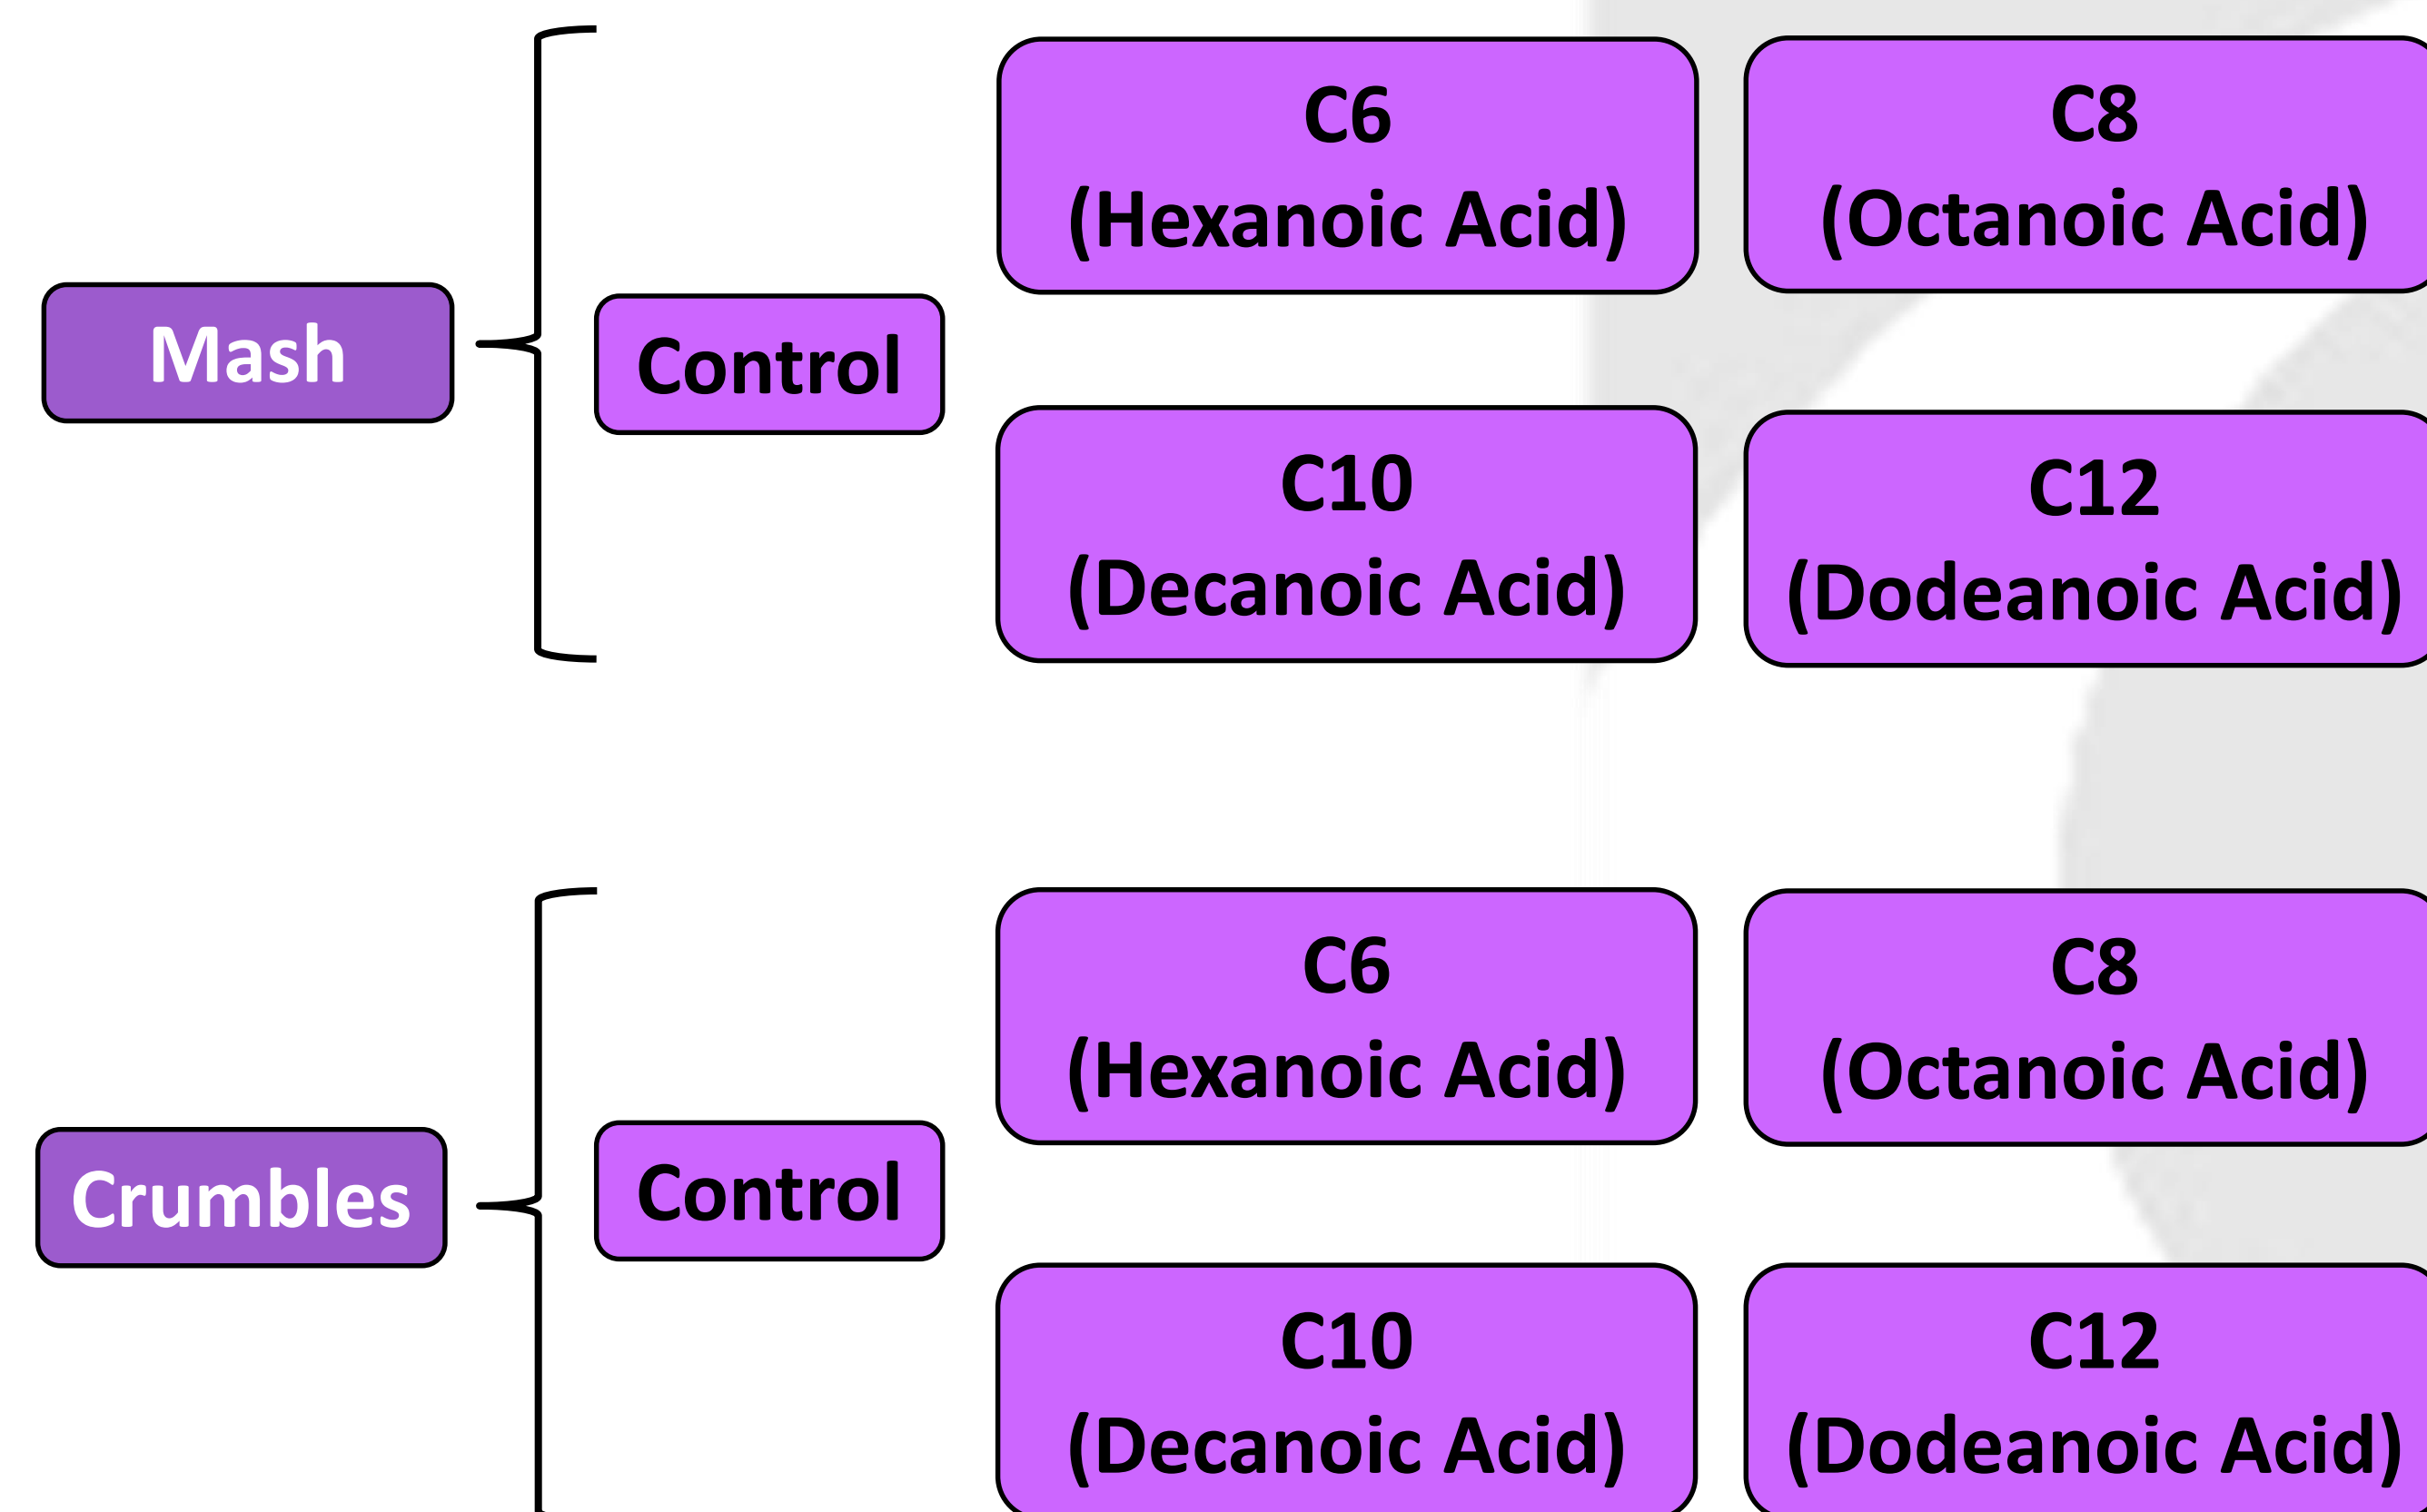 Mash
Control
C6
(Hexanoic Acid)
C8
(Octanoic Acid)
C10
(Decanoic Acid)
C12
(Dodeanoic Acid)
Crumbles
Control
C6
(Hexanoic Acid)
C8
(Octanoic Acid)
C10
(Decanoic Acid)
C12
(Dodeanoic Acid)